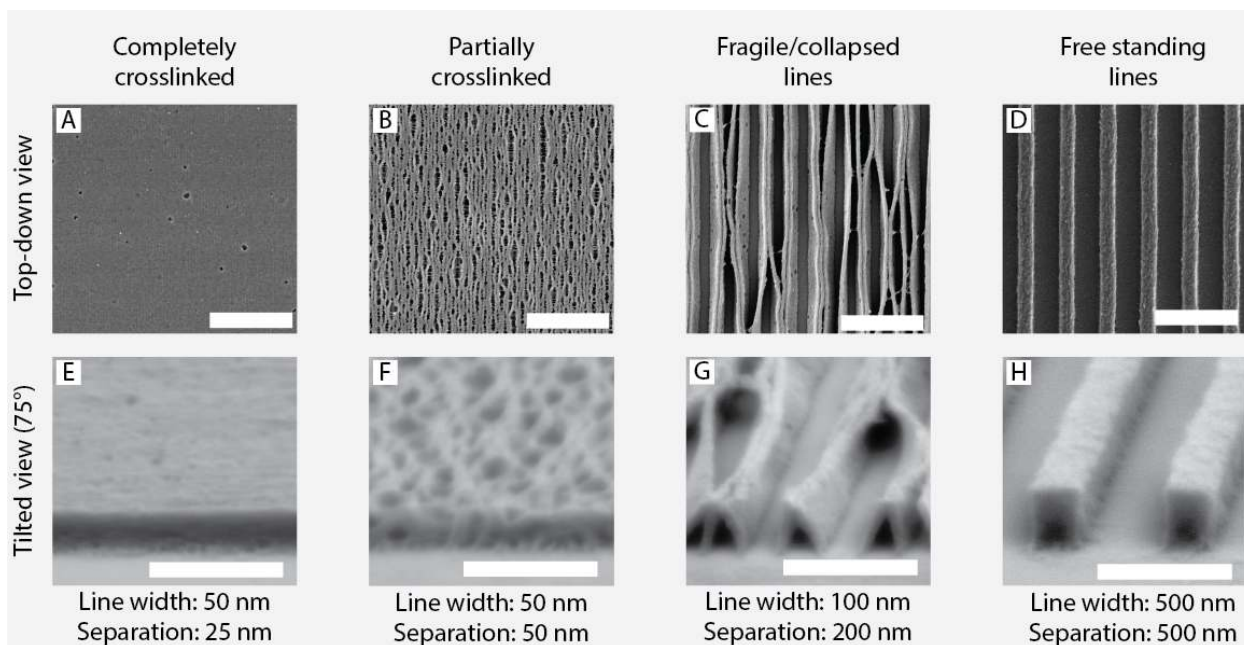 Completely
crosslinked
Partially
crosslinked
Fragile/collapsed
lines
Free standing
lines
Top-down view
A
B
C
D
Tilted view (75°)
E
F
G
H
Line width: 50 nm
Separation: 25 nm
Line width: 50 nm
Separation: 50 nm
Line width: 100 nm
Separation: 200 nm
Line width: 500 nm
Separation: 500 nm